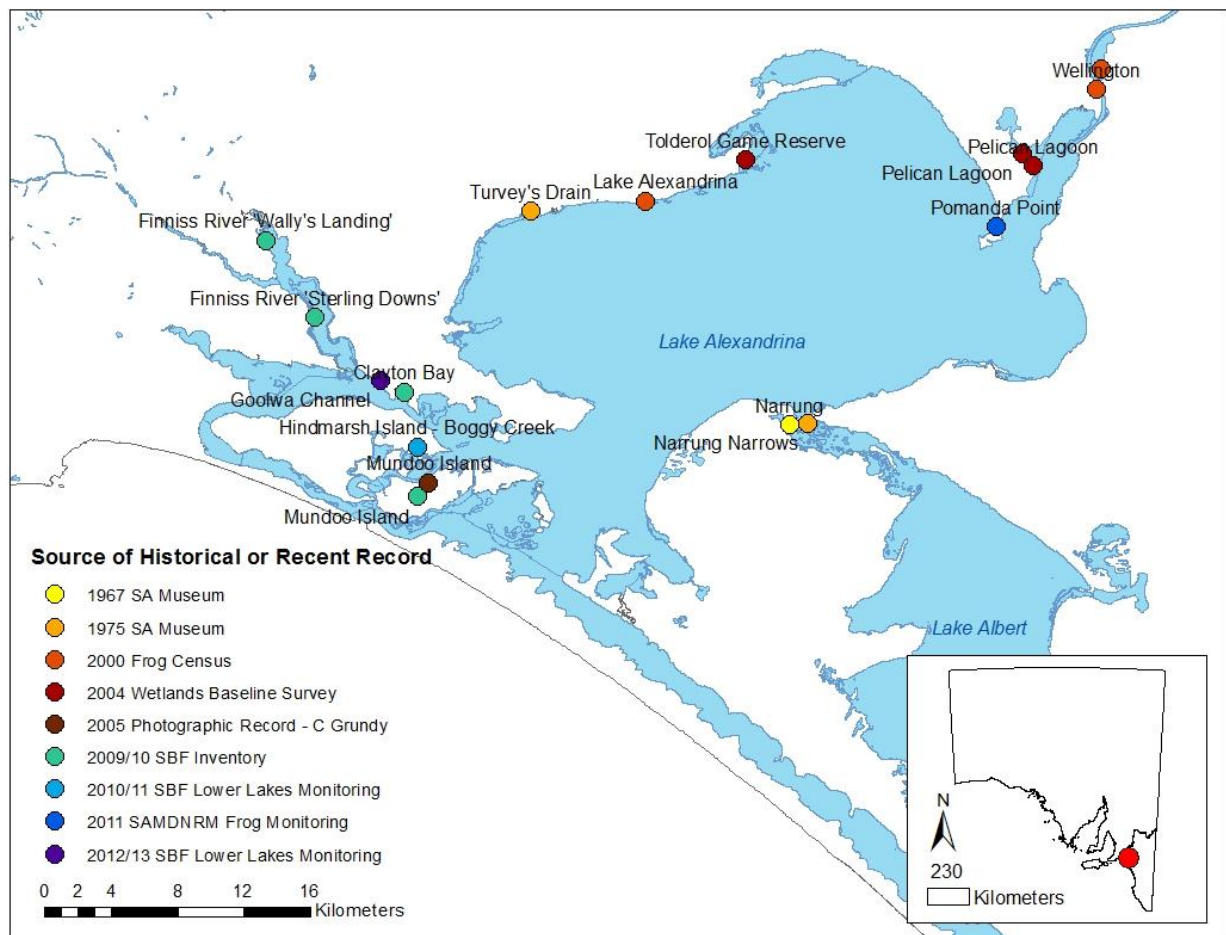 Wellington
Tolderol Game Reserve
Pelican Lagoon
Pelican Lagoon
Lake Alexandrina
Turvey's Drain
Pomanda Point
Finniss River 'Wally's Landing'
Finniss River 'Sterling Downs'
Lake Alexandrina
Clayton Bay
Goolwa Channel
Narrung
Hindmarsh Island - Boggy Creek
Narrung Narrows
Mundoo Island
Mundoo Island
Source of Historical or Recent Record
1967 SA Museum
1975 SA Museum
2000 Frog Census
2004 Wetlands Baseline Survey
2005 Photographic Record - C Grundy
2009/10 SBF Inventory
2010/11 SBF Lower Lakes Monitoring
2011 SAMDNRM Frog Monitoring
2012/13 SBF Lower Lakes Monitoring
0 2 4 8 12 16
Kilometers
Lake Albert
N
230
Kilometers